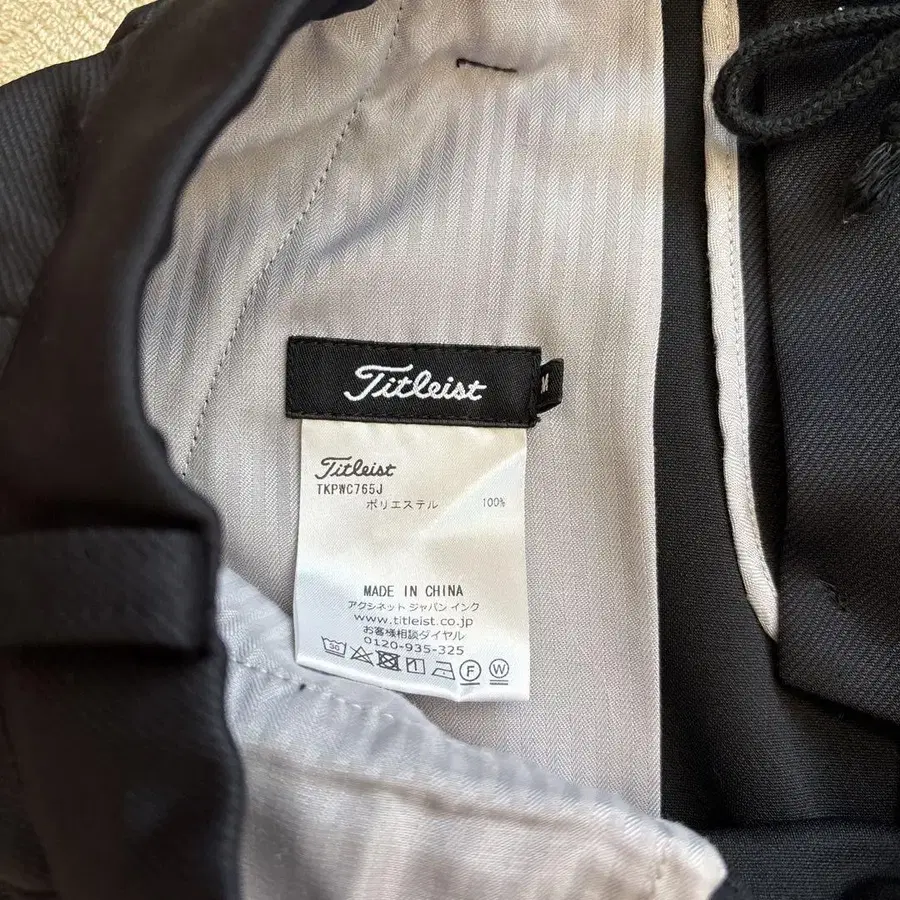 Titleist
M
Titleist
TKPWC765J
ポリエステル 100%
MADE IN CHINA
アクシネット ジャパン インク
www.titleist.co.jp
お客様相談ダイヤル
0120-935-325
30 F W